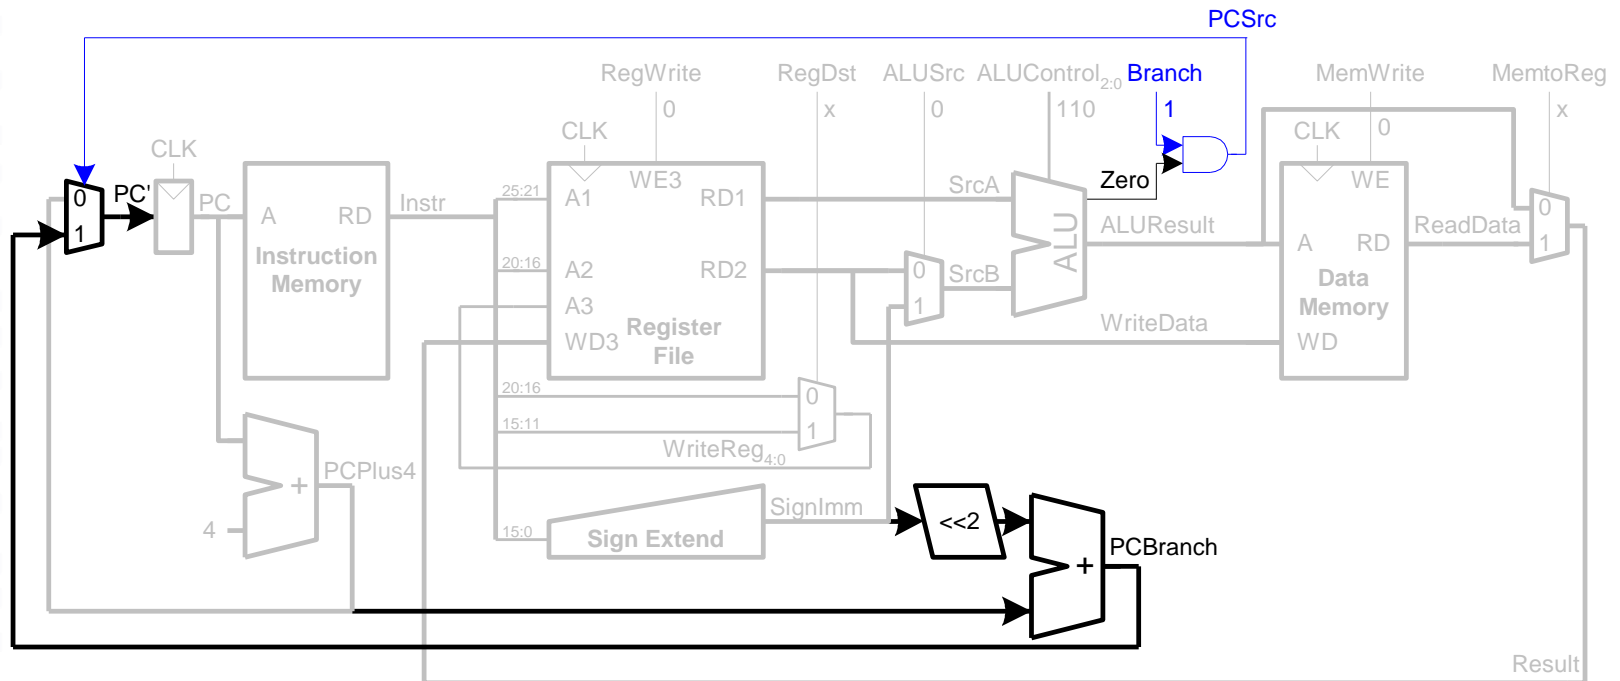 PCSrc
RegWrite RegDst ALUSrc ALUControl2:0 Branch MemWrite MemtoReg
0 x 0 110 1 0 x
CLK CLK CLK
Zero
PC' PC Instr
0
1
A RD
Instruction
Memory
25:21
20:16
A1 WE3 RD1
A2 RD2
A3
WD3
Register
File
SrcA
0
1
SrcB
ALU
ALUResult
WriteData
WE
A RD
Data
Memory
WD
ReadData
0
1
20:16
15:11
0
1
WriteReg4:0
PCPlus4
+
4
15:0
Sign Extend
SignImm
<<2
+
PCBranch
Result